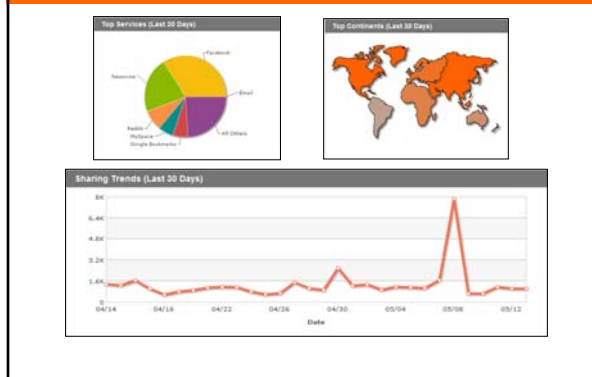 Top Services (Last 30 Days)
Facebook
Email
All Others
Google Bookmarks
MySpace
Reddit
Top Continents (Last 30 Days)
Sharing Trends (Last 30 Days)
8K
6.4K
4.8K
3.2K
1.6K
0
04/14
04/18
04/22
04/26
04/30
05/04
05/08
05/12
Date